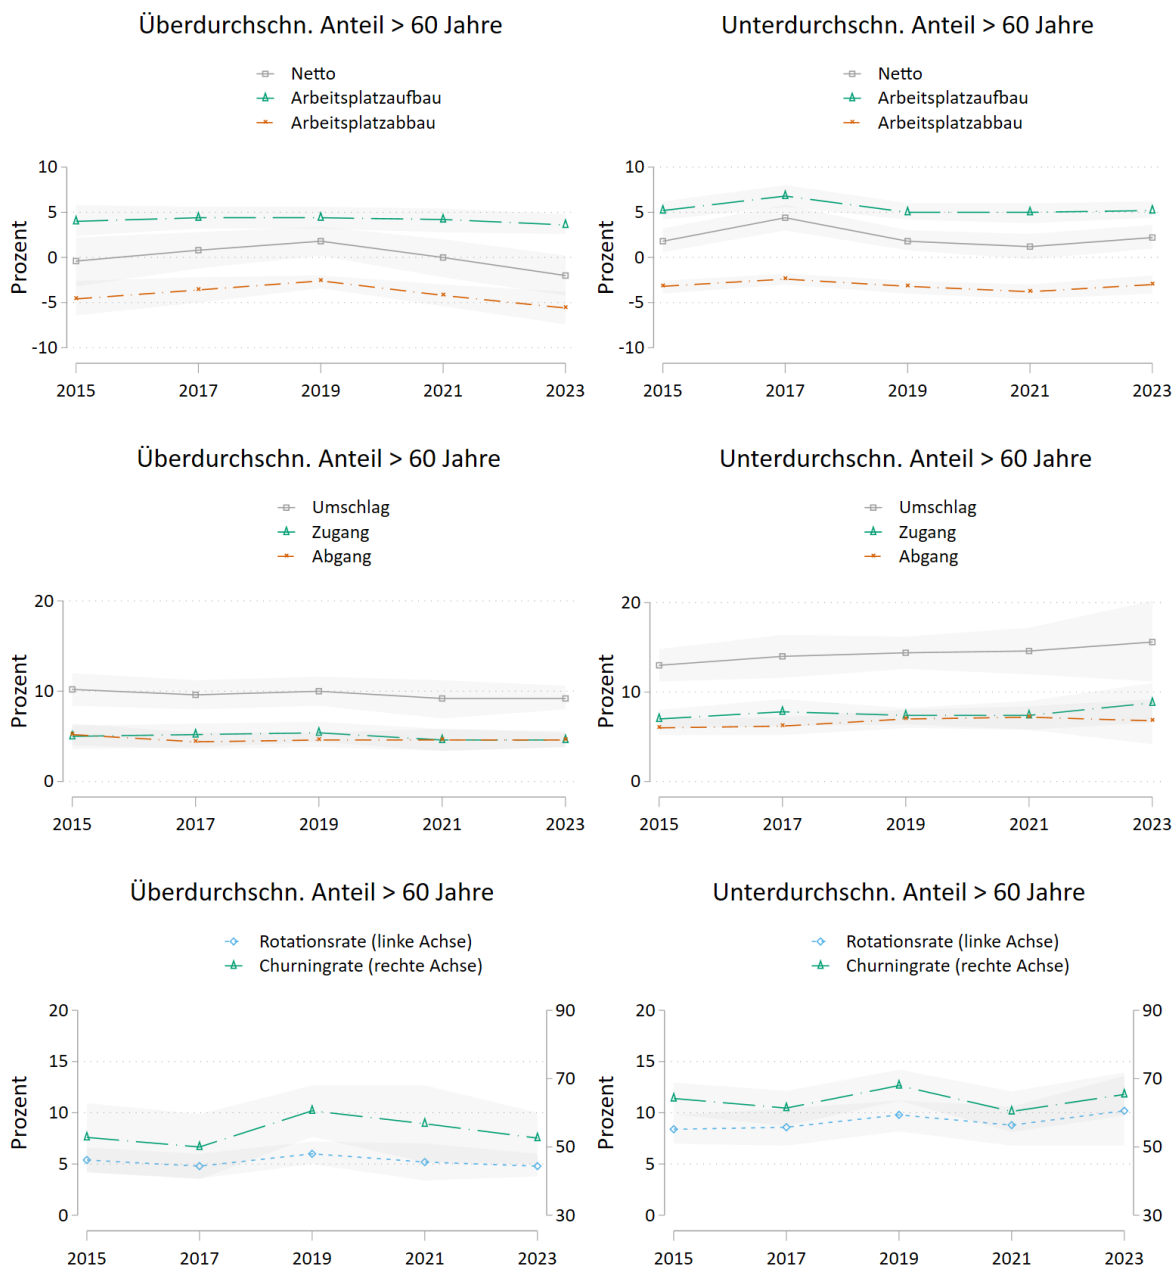 Überdurchschn. Anteil > 60 Jahre
Netto
Arbeitsplatzaufbau
Arbeitsplatzabbau
Prozent
10
5
0
-5
-10
2015 2017 2019 2021 2023
Unterdurchschn. Anteil > 60 Jahre
Netto
Arbeitsplatzaufbau
Arbeitsplatzabbau
Prozent
10
5
0
-5
-10
2015 2017 2019 2021 2023
Überdurchschn. Anteil > 60 Jahre
Umschlag
Zugang
Abgang
Prozent
20
10
0
2015 2017 2019 2021 2023
Unterdurchschn. Anteil > 60 Jahre
Umschlag
Zugang
Abgang
Prozent
20
10
0
2015 2017 2019 2021 2023
Überdurchschn. Anteil > 60 Jahre
Rotationsrate (linke Achse)
Churningrate (rechte Achse)
Prozent
20
15
10
5
0
90
70
50
30
2015 2017 2019 2021 2023
Unterdurchschn. Anteil > 60 Jahre
Rotationsrate (linke Achse)
Churningrate (rechte Achse)
Prozent
20
15
10
5
0
90
70
50
30
2015 2017 2019 2021 2023